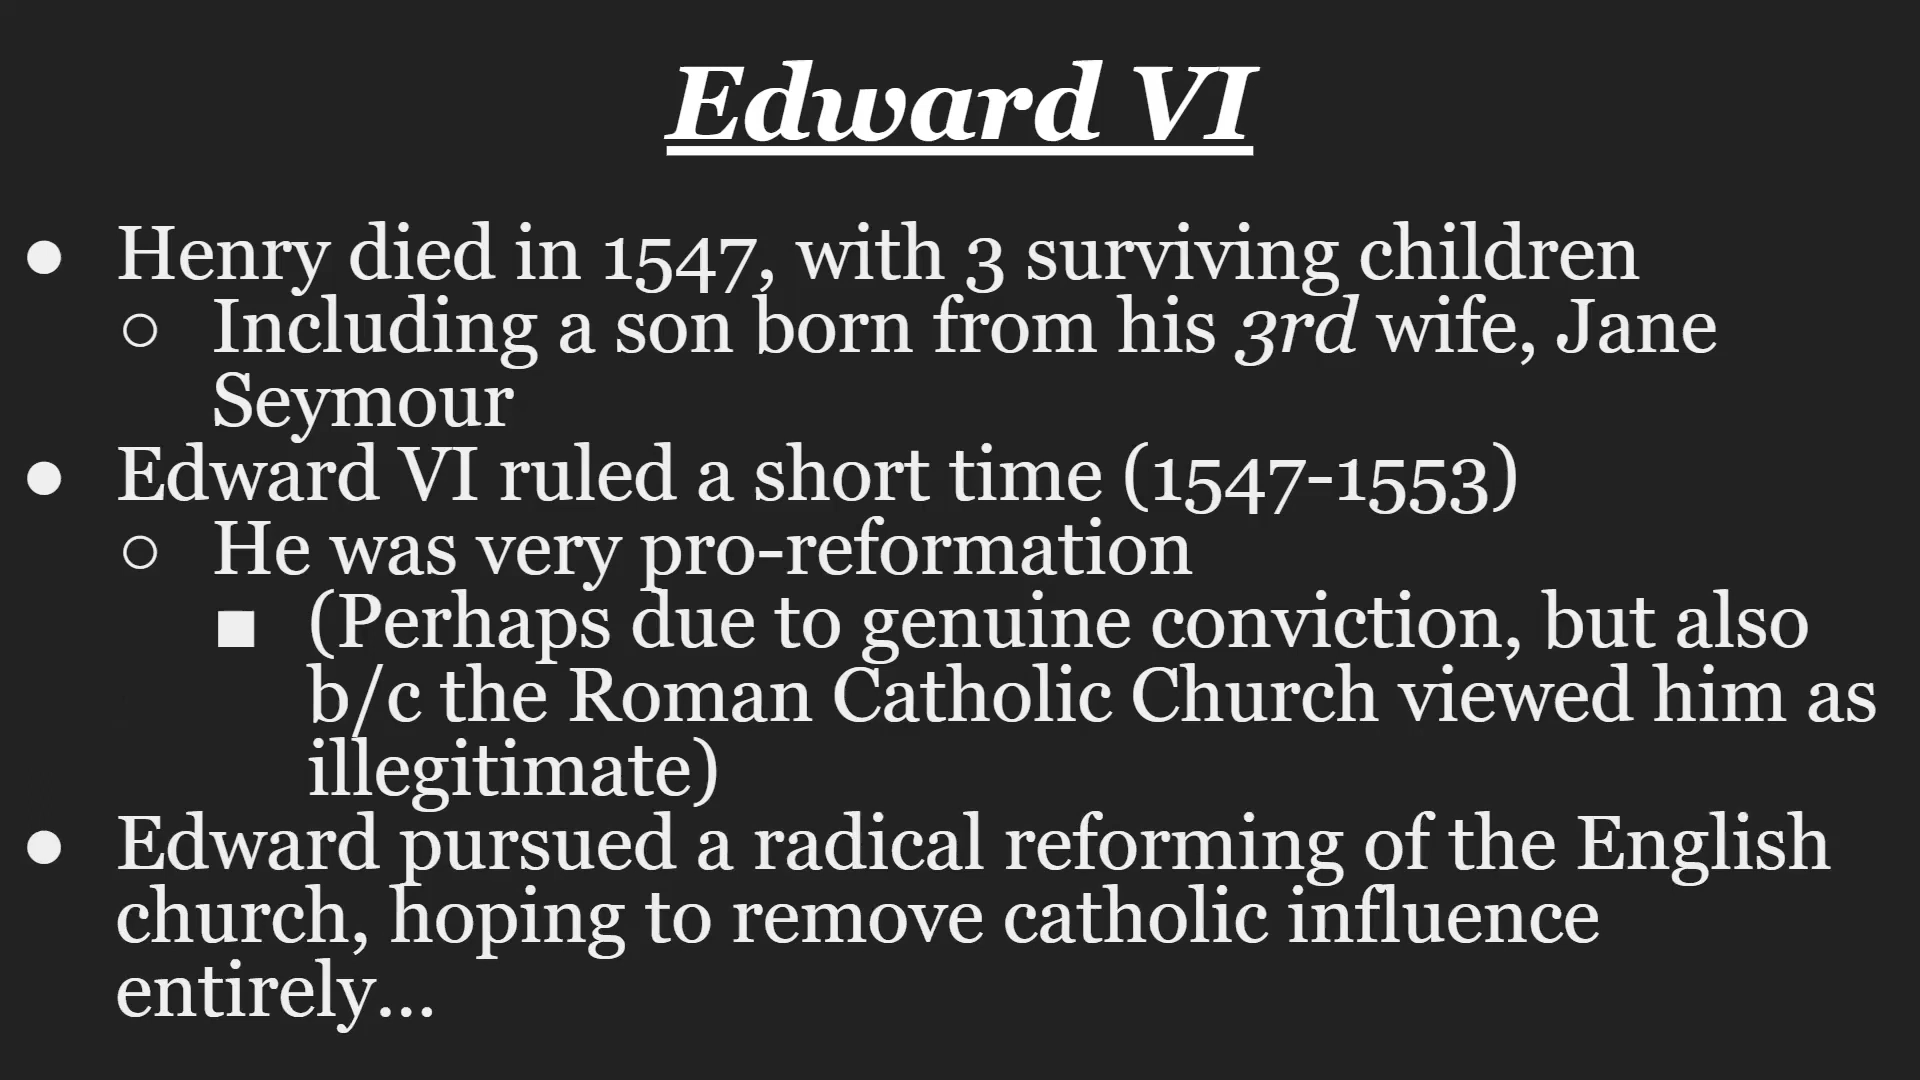 Edward VI
● Henry died in 1547, with 3 surviving children
○ Including a son born from his 3rd wife, Jane
Seymour
● Edward VI ruled a short time (1547-1553)
○ He was very pro-reformation
■ (Perhaps due to genuine conviction, but also
b/c the Roman Catholic Church viewed him as
illegitimate)
● Edward pursued a radical reforming of the English
church, hoping to remove catholic influence
entirely...